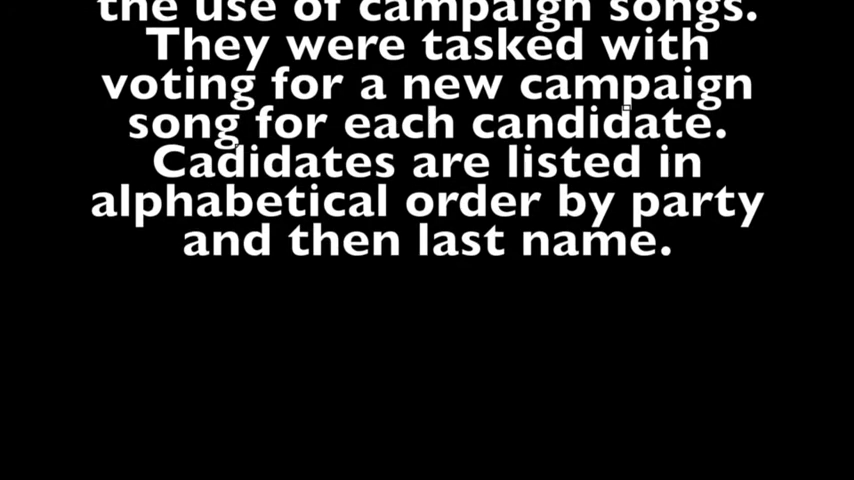 the use of campaign songs.
They were tasked with
voting for a new campaign
song for each candidate.
Cadidates are listed in
alphabetical order by party
and then last name.